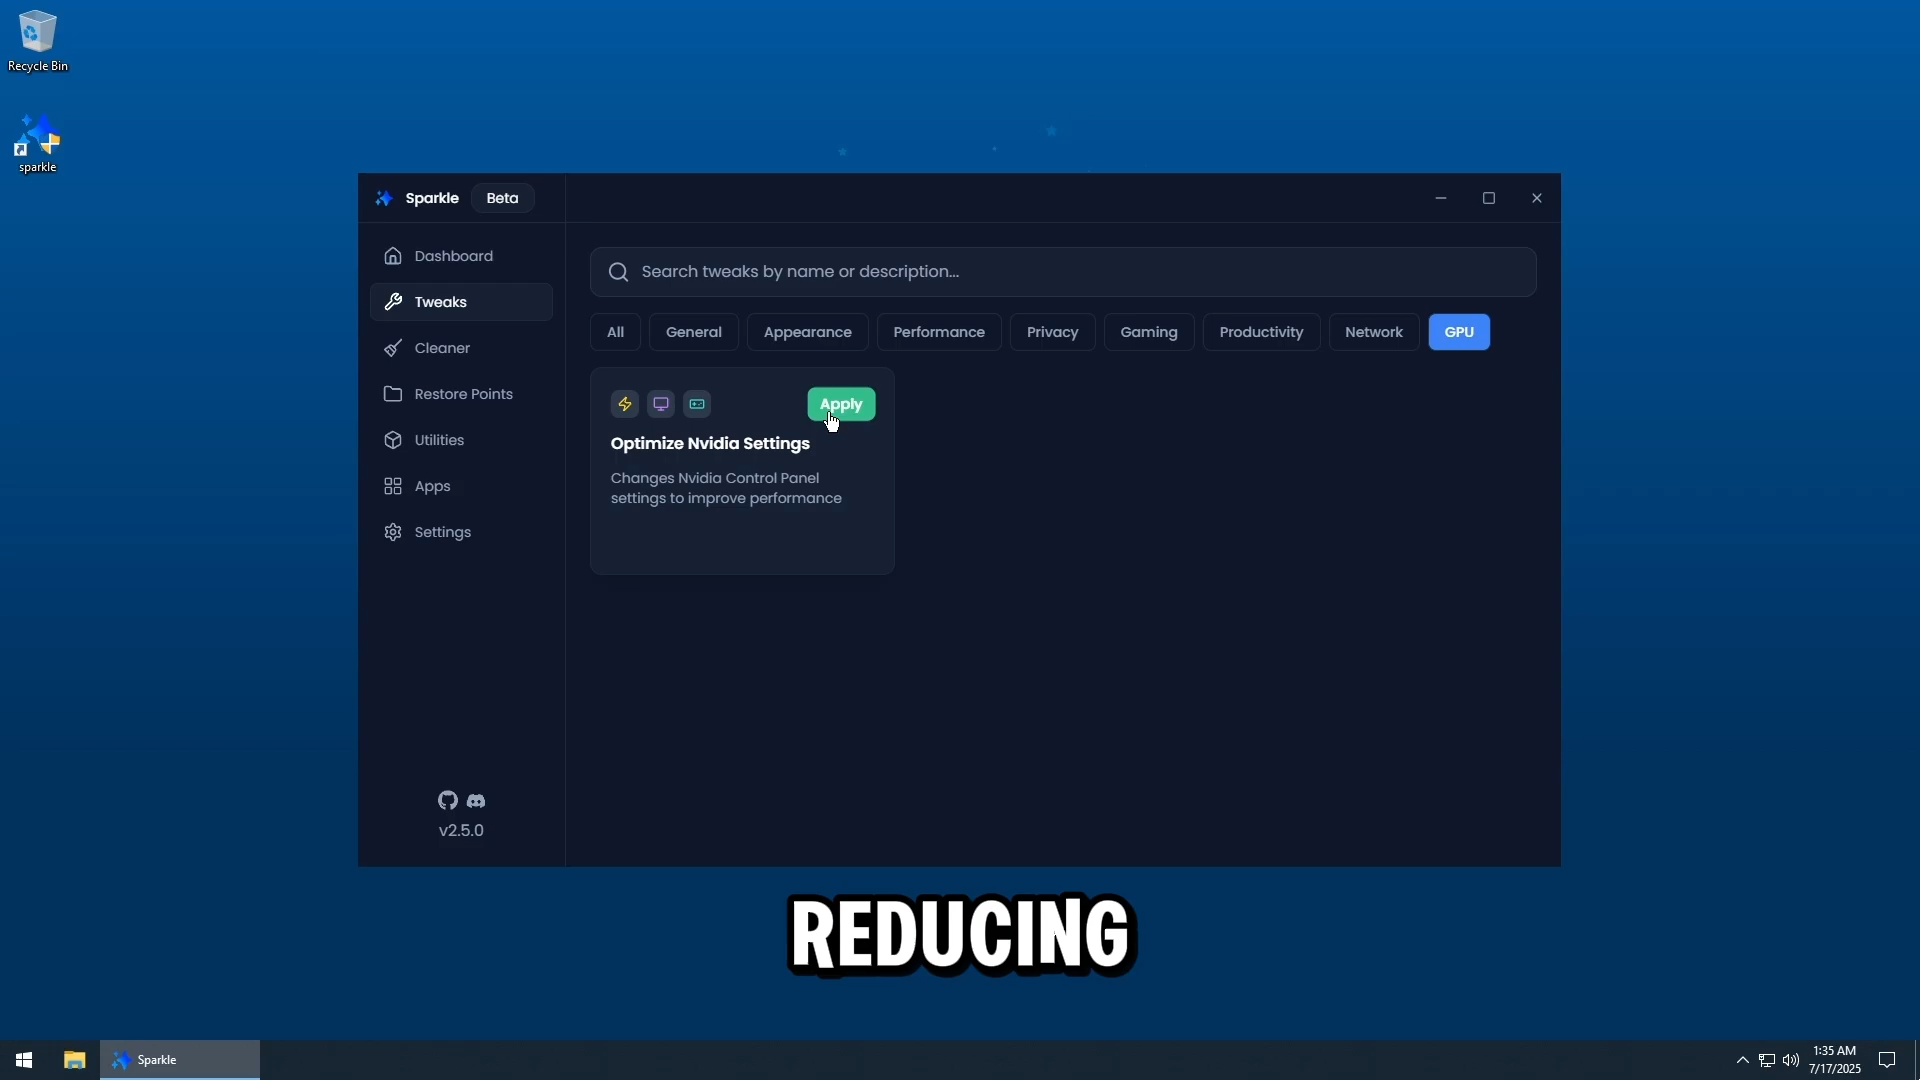 Recycle Bin
sparkle
Sparkle Beta
Dashboard
Tweaks
Cleaner
Restore Points
Utilities
Apps
Settings
v2.5.0
Search tweaks by name or description...
All General Appearance Performance Privacy Gaming Productivity Network GPU
Apply
Optimize Nvidia Settings
Changes Nvidia Control Panel
settings to improve performance
REDUCING
Sparkle
1:35 AM
7/17/2025